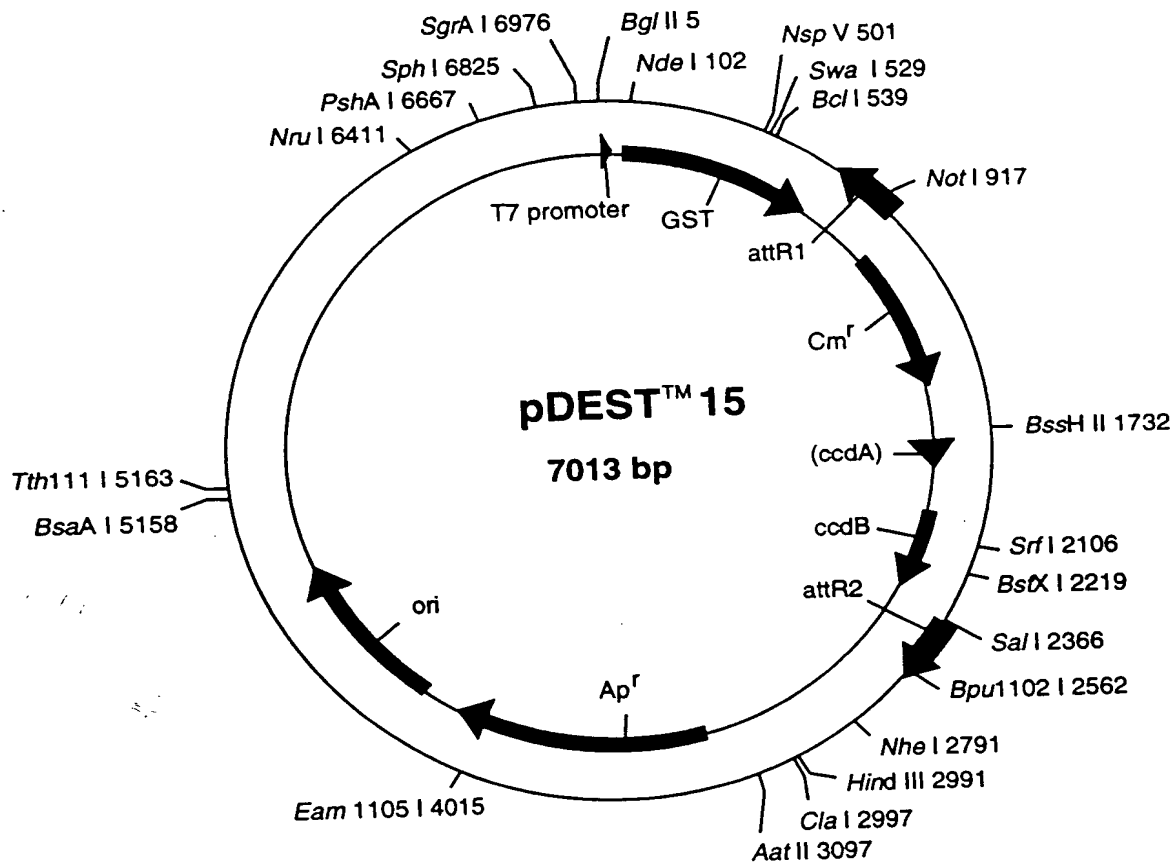 SgrA I 6976
Bgl II 5
Nsp V 501
Sph I 6825
Nde I 102
Swa I 529
PshA I 6667
Bcl I 539
Nru I 6411
Not I 917
T7 promoter
GST
attR1
Cmr
pDEST™ 15
7013 bp
BssH II 1732
(ccdA)
Tth111 I 5163
BsaA I 5158
ccdB
Srf I 2106
BstX I 2219
attR2
ori
Sal I 2366
Apr
Bpu1102 I 2562
Nhe I 2791
Hind III 2991
Eam 1105 I 4015
Cla I 2997
Aat II 3097